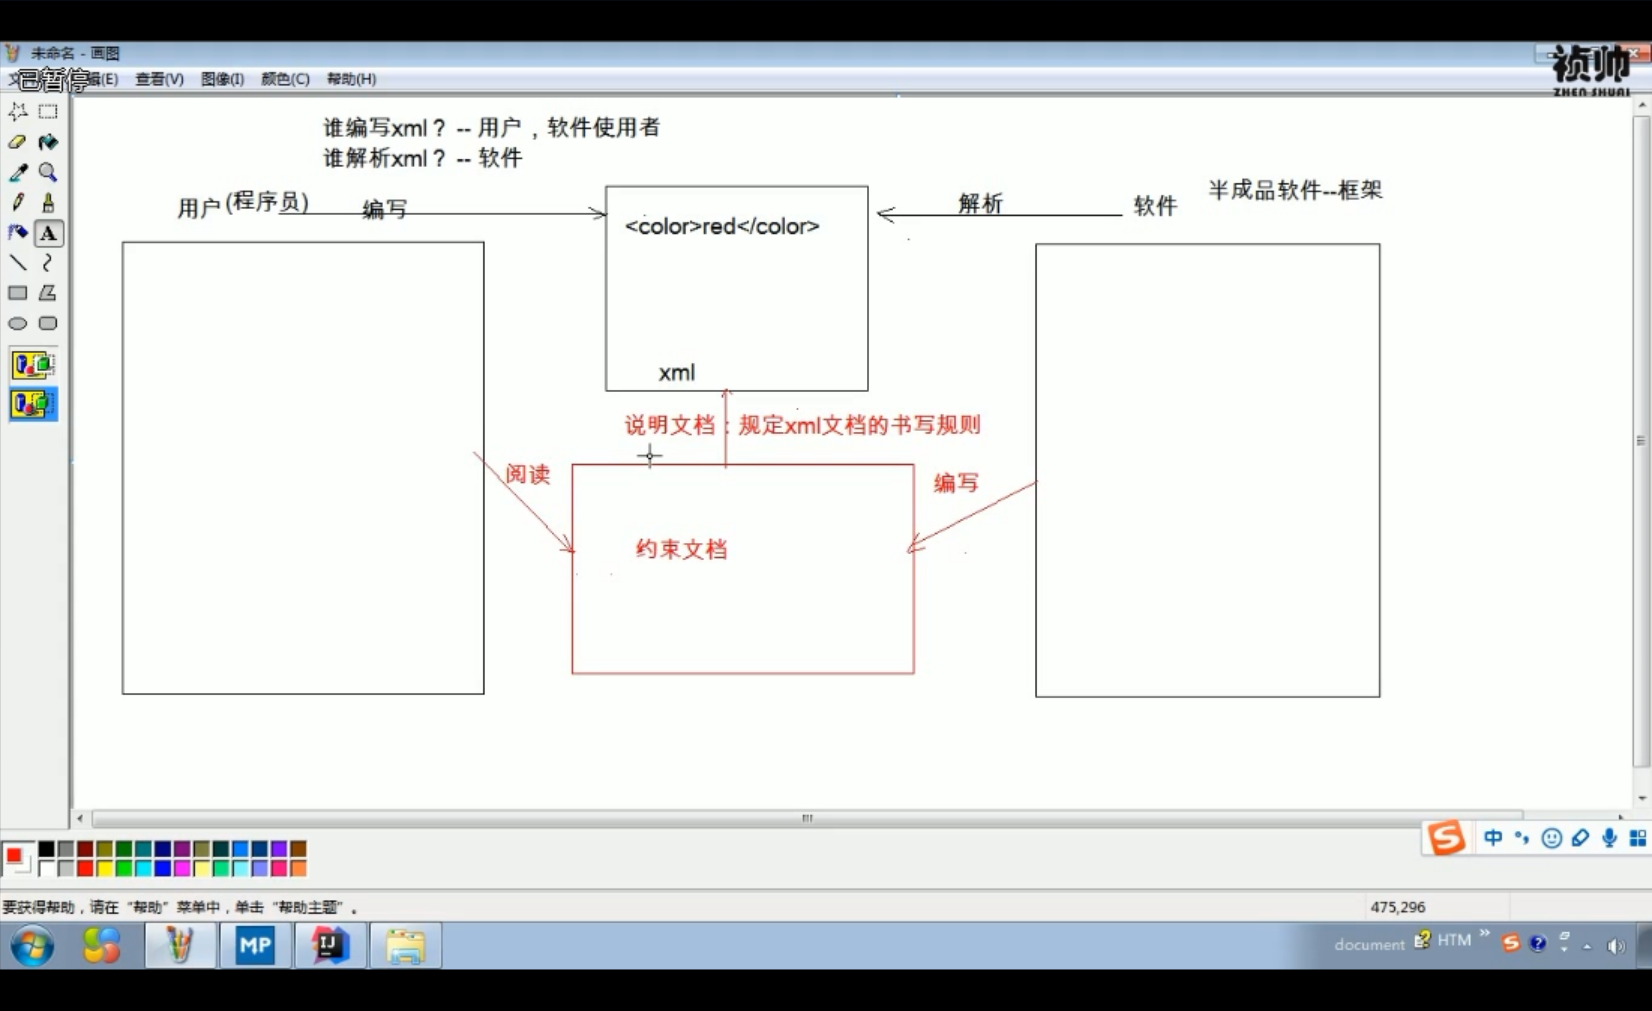 未命名 - 画图
已暂停
辑(E) 查看(V) 图像(I) 颜色(C) 帮助(H)
祯帅
ZHEN SHUAI
谁编写xml？ -- 用户，软件使用者
谁解析xml？ -- 软件
用户(程序员) 编写
<color>red</color>
xml
解析
软件
半成品软件--框架
说明文档：规定xml文档的书写规则
阅读
编写
约束文档
A
中
要获得帮助，请在“帮助”菜单中，单击“帮助主题”。
475,296
MP
IJ
document
HTM